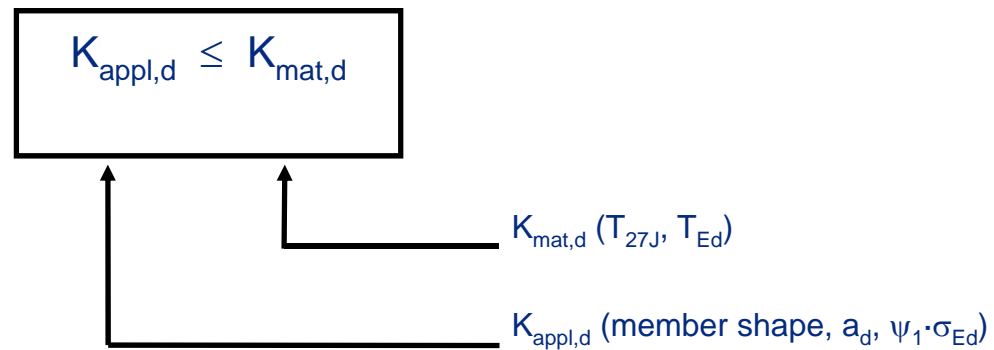 K_appl,d ≤ K_mat,d
K_mat,d (T_27J, T_Ed)
K_appl,d (member shape, a_d, ψ_1·σ_Ed)